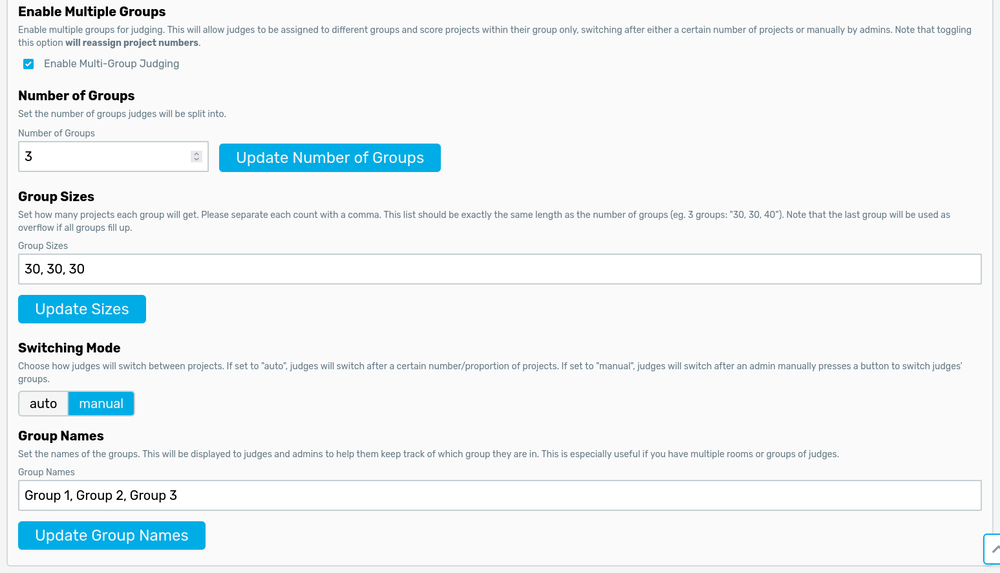 Enable Multiple Groups
Enable multiple groups for judging. This will allow judges to be assigned to different groups and score projects within their group only, switching after either a certain number of projects or manually by admins. Note that toggling
this option will reassign project numbers.
Enable Multi-Group Judging
Number of Groups
Set the number of groups judges will be split into.
Number of Groups
3
Update Number of Groups
Group Sizes
Set how many projects each group will get. Please separate each count with a comma. This list should be exactly the same length as the number of groups (eg. 3 groups: "30, 30, 40"). Note that the last group will be used as
overflow if all groups fill up.
Group Sizes
30, 30, 30
Update Sizes
Switching Mode
Choose how judges will switch between projects. If set to "auto", judges will switch after a certain number/proportion of projects. If set to "manual", judges will switch after an admin manually presses a button to switch judges'
groups.
auto manual
Group Names
Set the names of the groups. This will be displayed to judges and admins to help them keep track of which group they are in. This is especially useful if you have multiple rooms or groups of judges.
Group Names
Group 1, Group 2, Group 3
Update Group Names